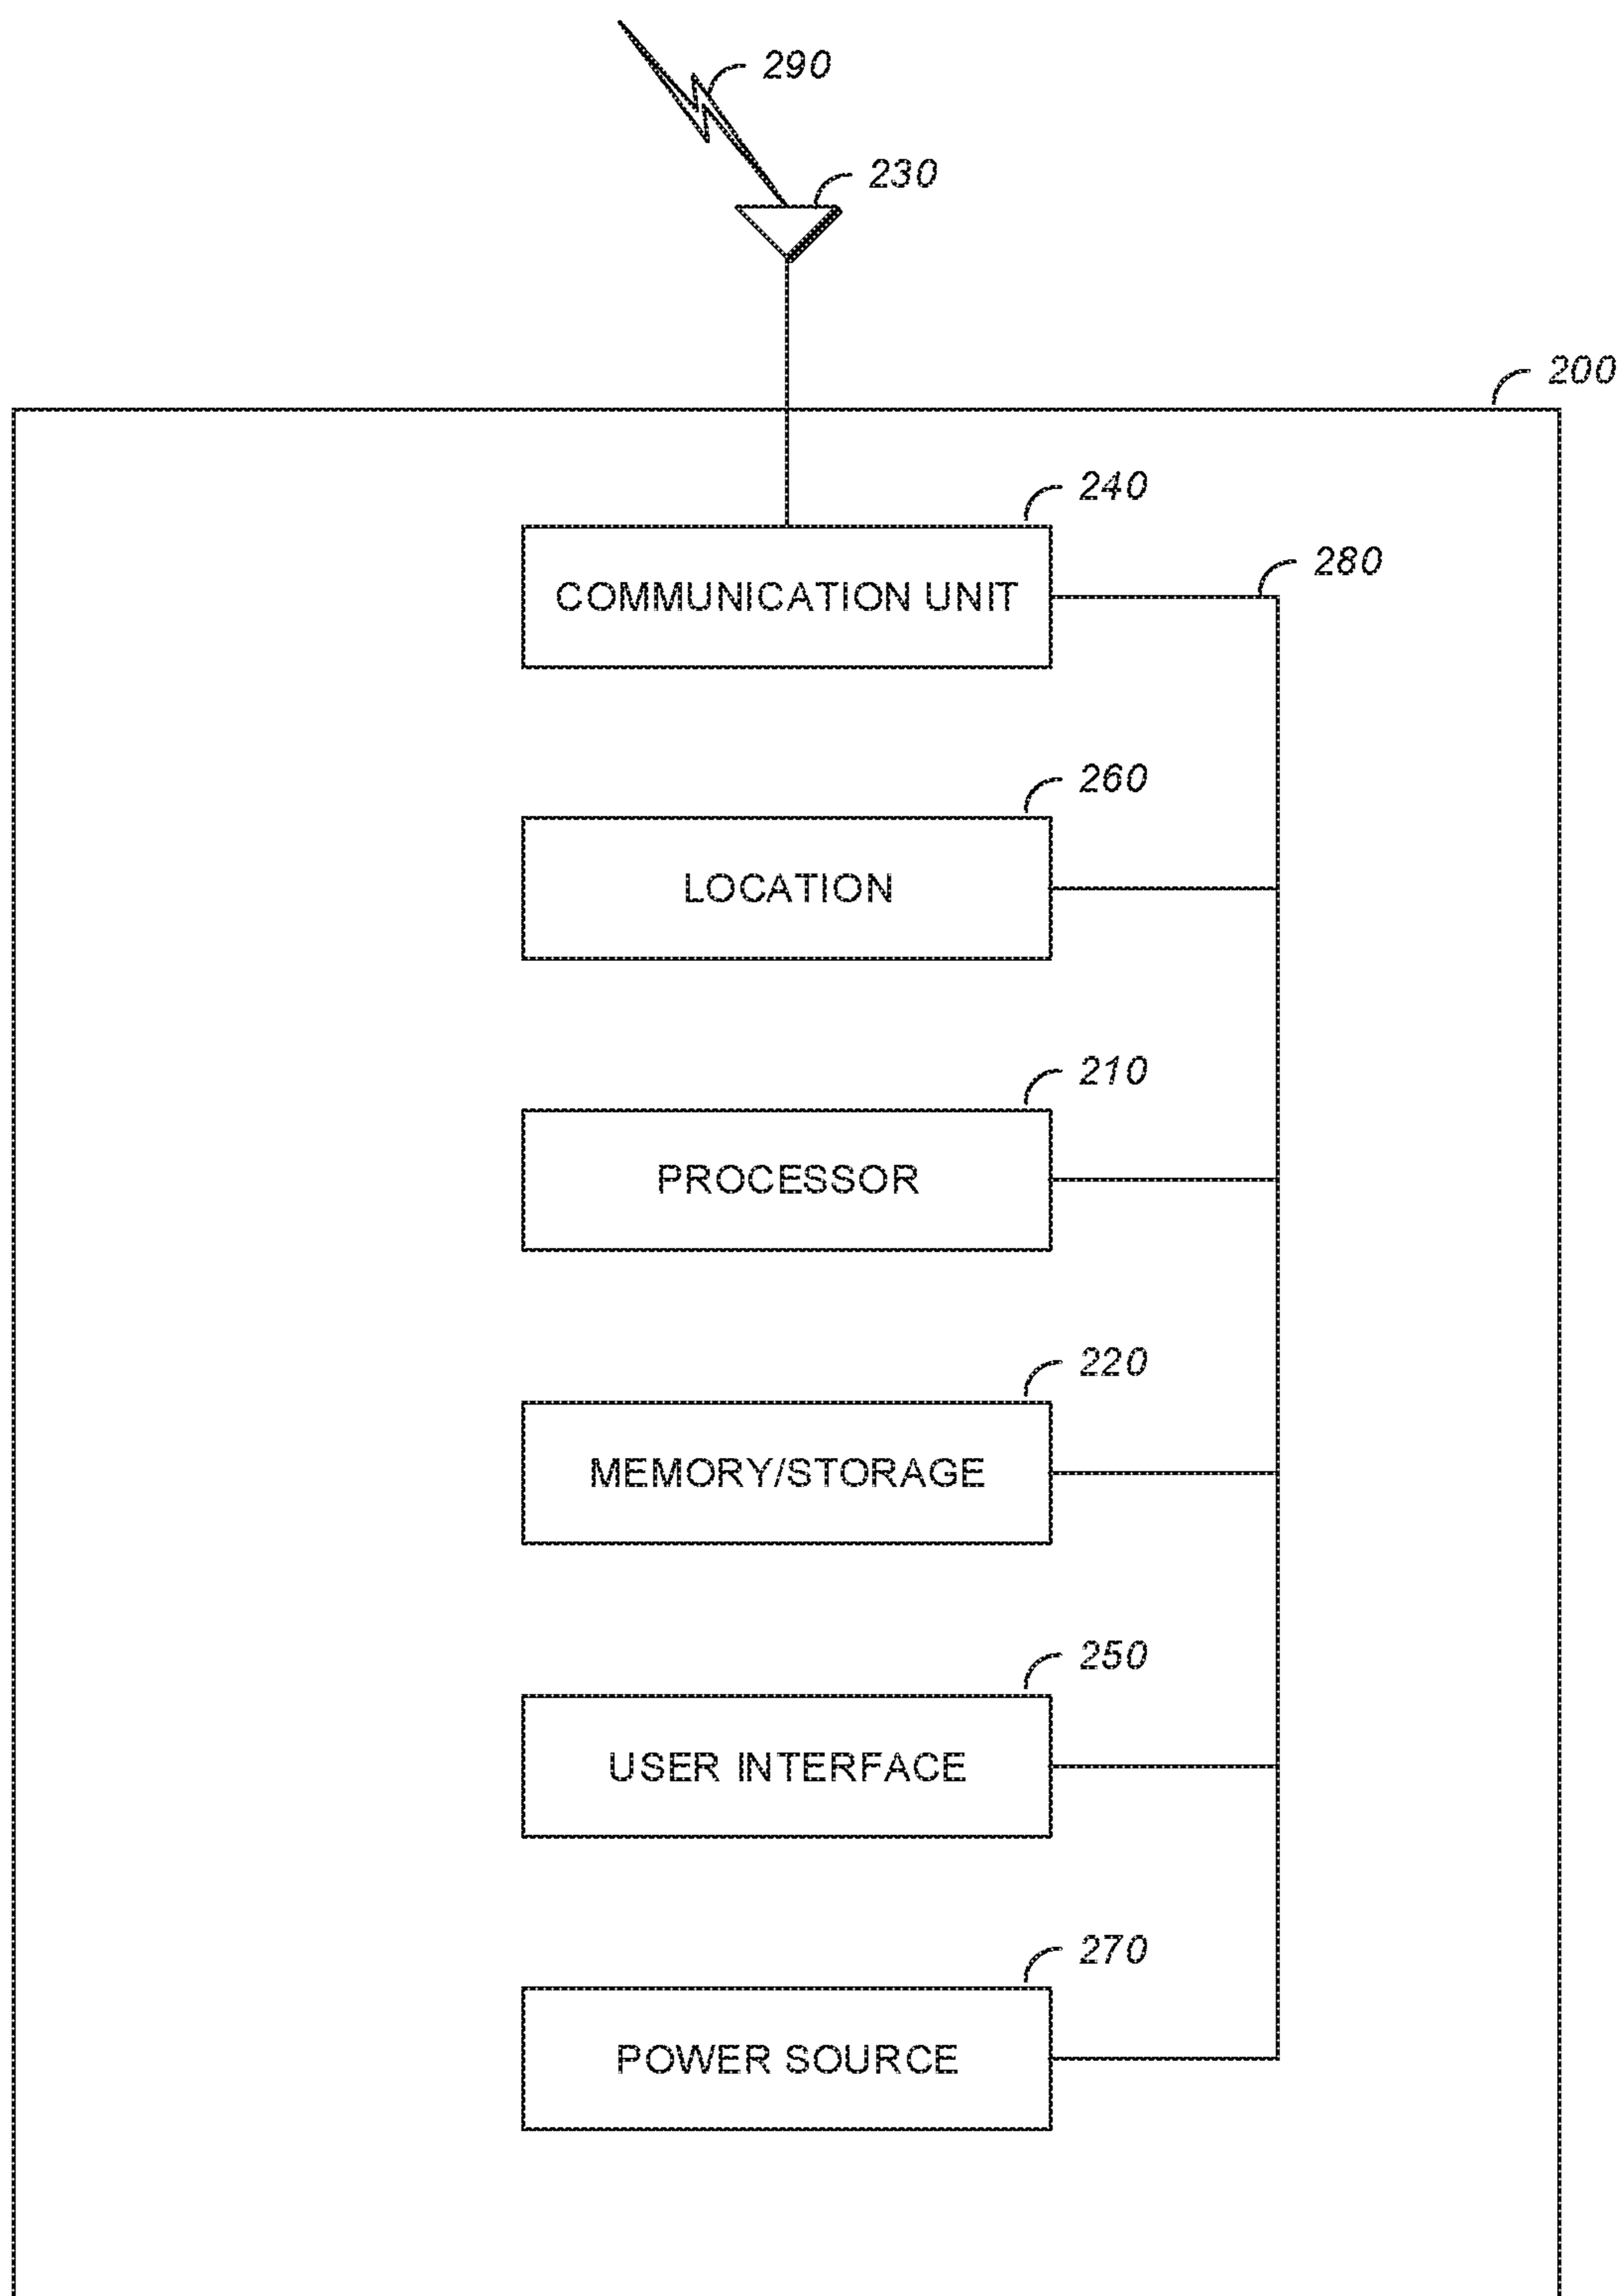 290
230
200
240
COMMUNICATION UNIT
280
260
LOCATION
210
PROCESSOR
220
MEMORY/STORAGE
250
USER INTERFACE
270
POWER SOURCE